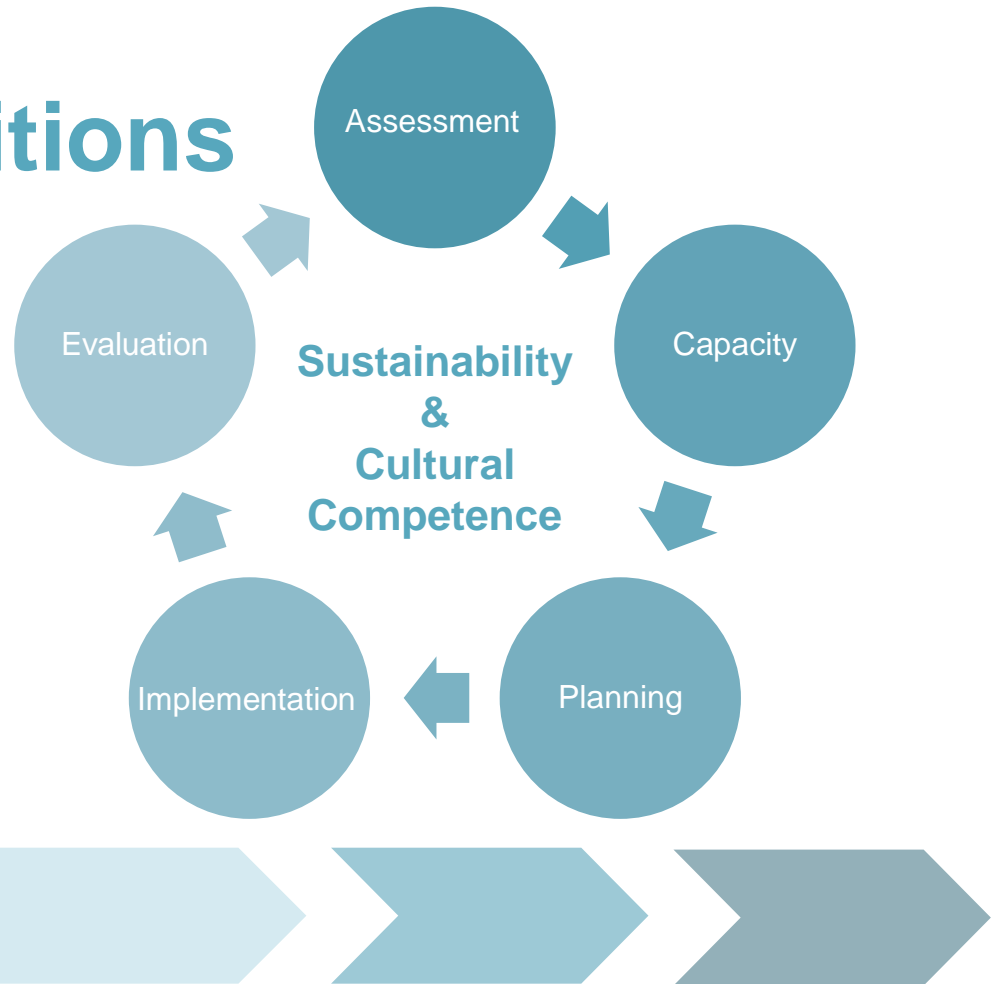 itions
Assessment
Evaluation
Capacity
Sustainability
&
Cultural
Competence
Implementation
Planning